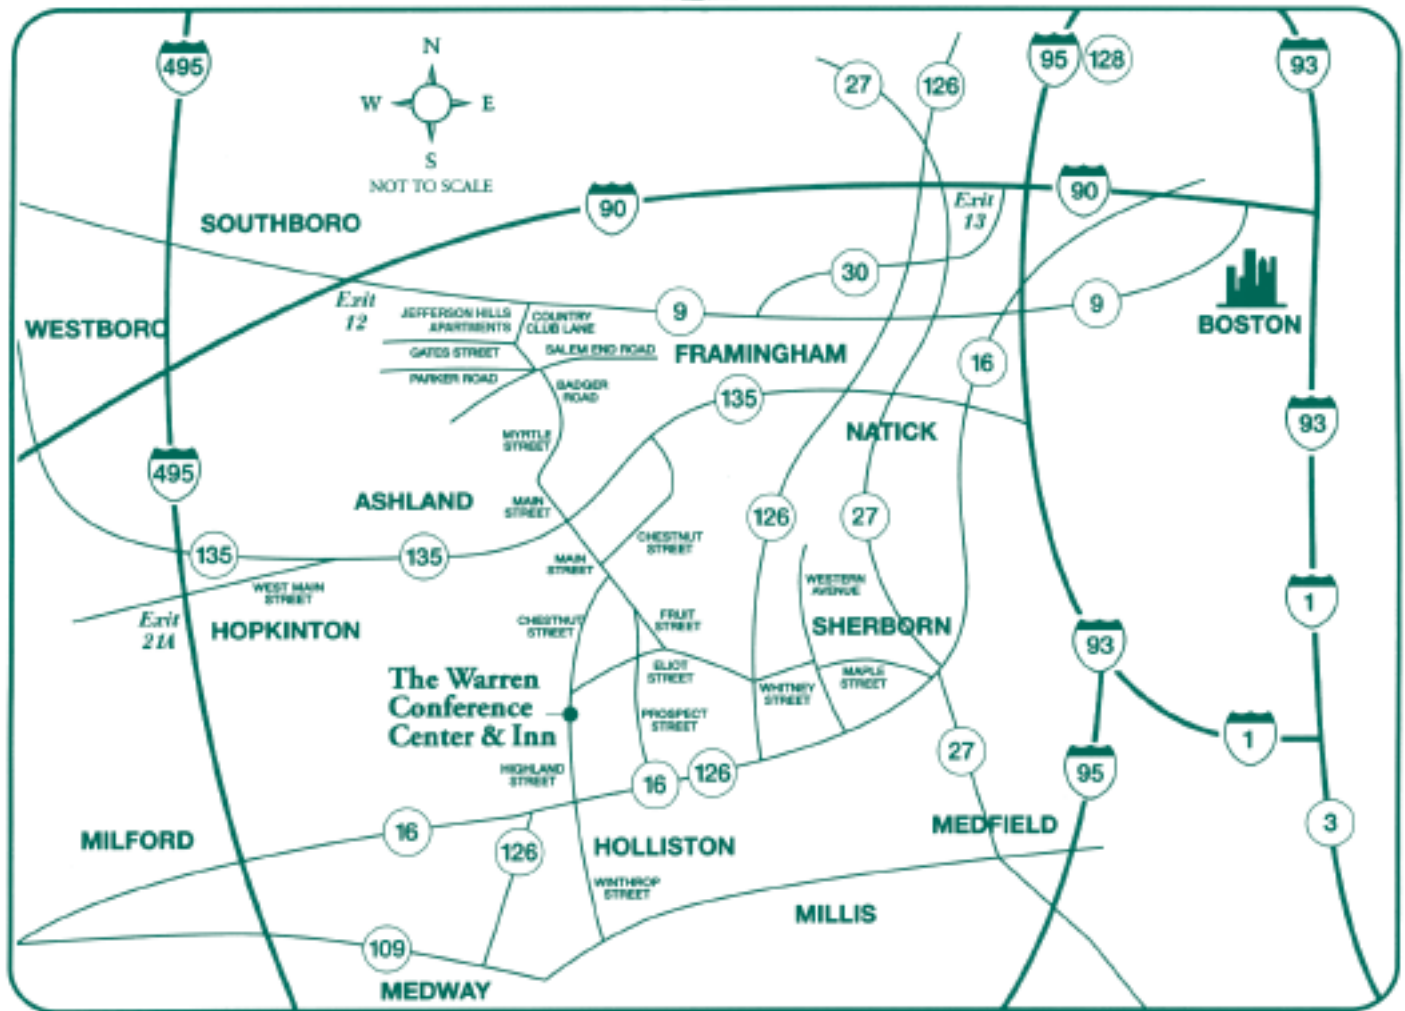 495
95
128
93
N
W
E
S
NOT TO SCALE
27
126
90
90
Exit
13
SOUTHBORO
30
9
9
BOSTON
Exit
12
WESTBORO
JEFFERSON HILLS
APARTMENTS
COUNTRY
CLUB LANE
GATES STREET
SALEM END ROAD
FRAMINGHAM
16
PARKER ROAD
BADGER
ROAD
135
93
NATICK
MYRTLE
STREET
495
ASHLAND
MAIN
STREET
126
27
CHESTNUT
STREET
135
135
MAIN
STREET
WESTERN
AVENUE
WEST MAIN
STREET
1
Exit
21A
HOPKINTON
CHESTNUT
STREET
FRUIT
STREET
SHERBORN
93
The Warren
Conference
Center & Inn
ELIOT
STREET
WHITNEY
STREET
MAPLE
STREET
PROSPECT
STREET
1
27
HIGHLAND
STREET
16
126
95
MILFORD
16
126
HOLLISTON
MEDFIELD
3
WINTHROP
STREET
MILLIS
109
MEDWAY